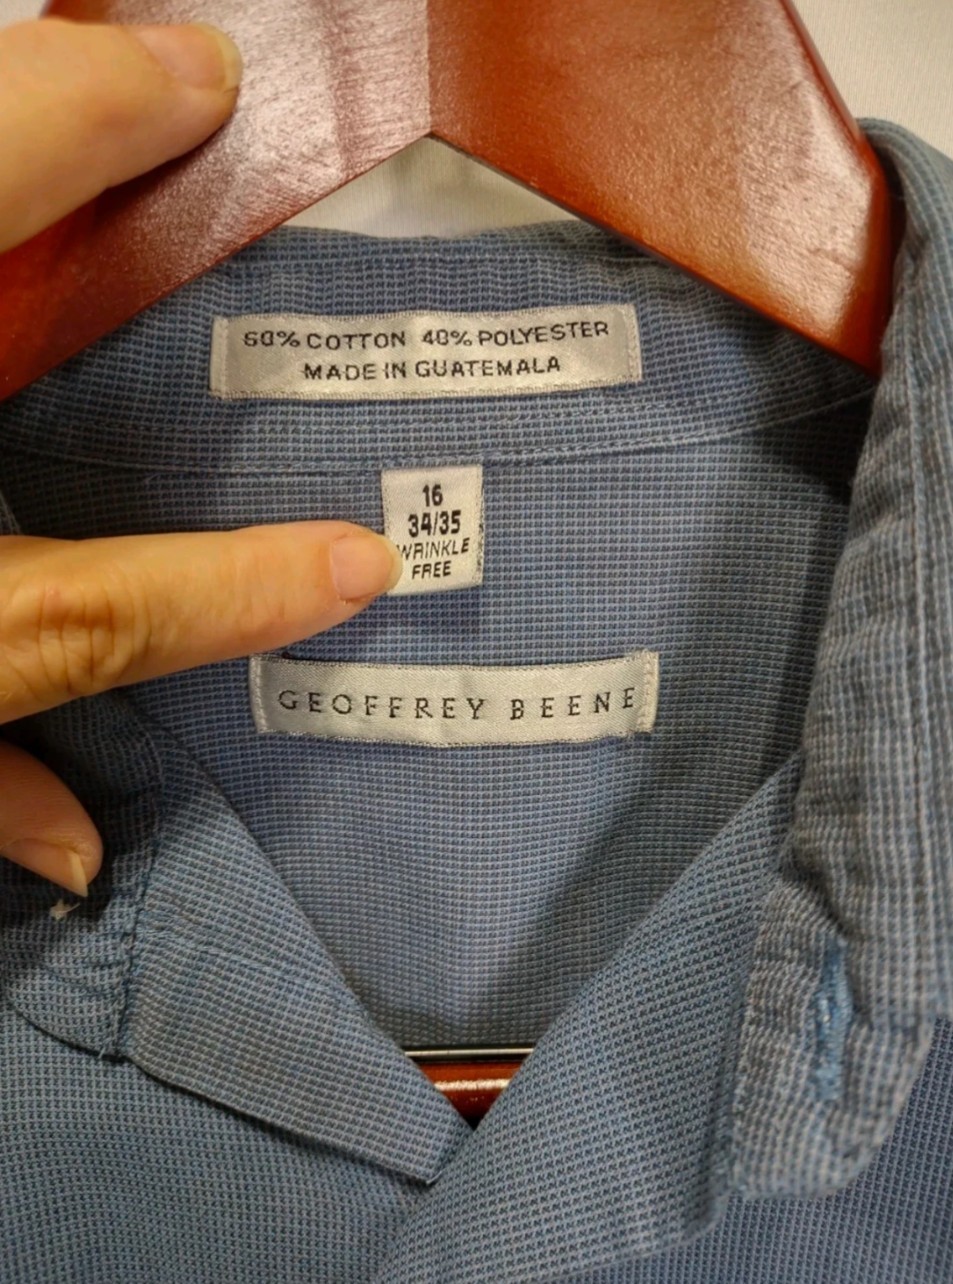 60% COTTON 40% POLYESTER
MADE IN GUATEMALA
16
34/35
WRINKLE
FREE
GEOFFREY BEENE